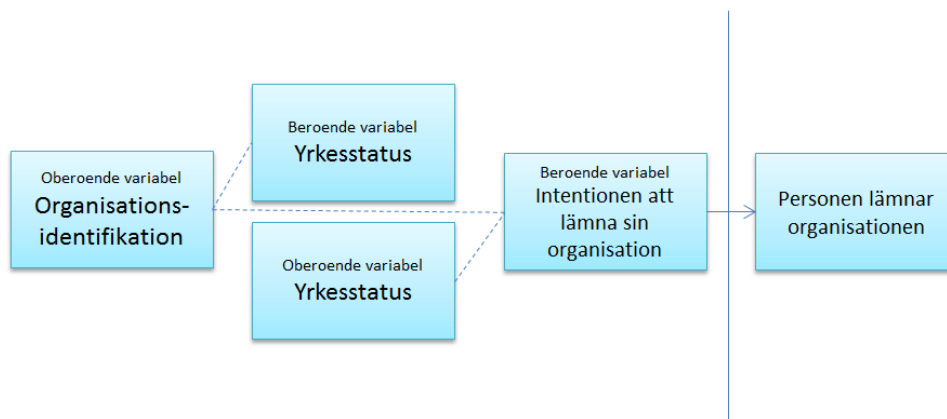 Beroende variabel
Yrkesstatus
Oberoende variabel
Organisations-
identifikation
Beroende variabel
Intentionen att
lämna sin
organisation
Personen lämnar
organisationen
Oberoende variabel
Yrkesstatus